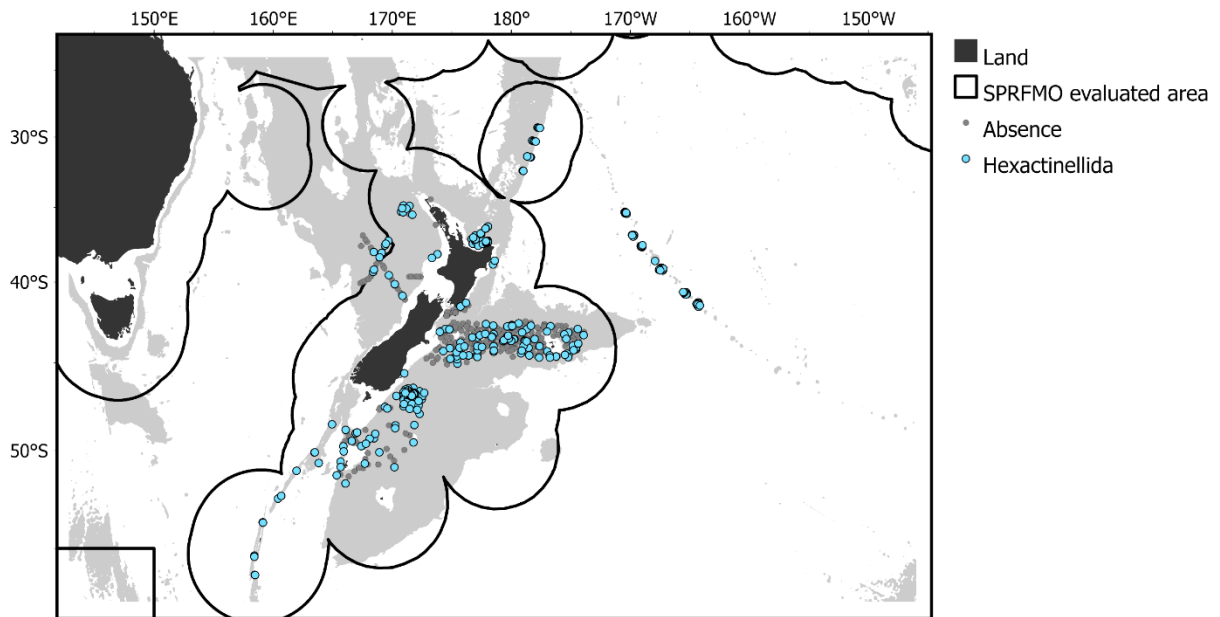 150°E 160°E 170°E 180° 170°W 160°W 150°W
30°S
40°S
50°S
Land
SPRFMO evaluated area
Absence
Hexactinellida